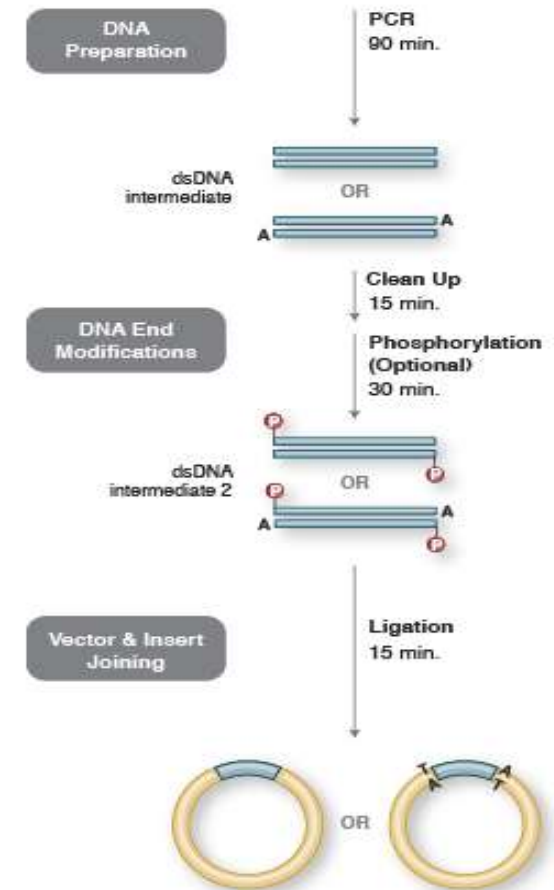 DNA
Preparation
PCR
90 min.
dsDNA
intermediate
OR
A
A
Clean Up
15 min.
DNA End
Modifications
Phosphorylation
(Optional)
30 min.
P
dsDNA
intermediate 2
OR
P
P
A
A
P
Vector & Insert
Joining
Ligation
15 min.
OR
T
A
A
T